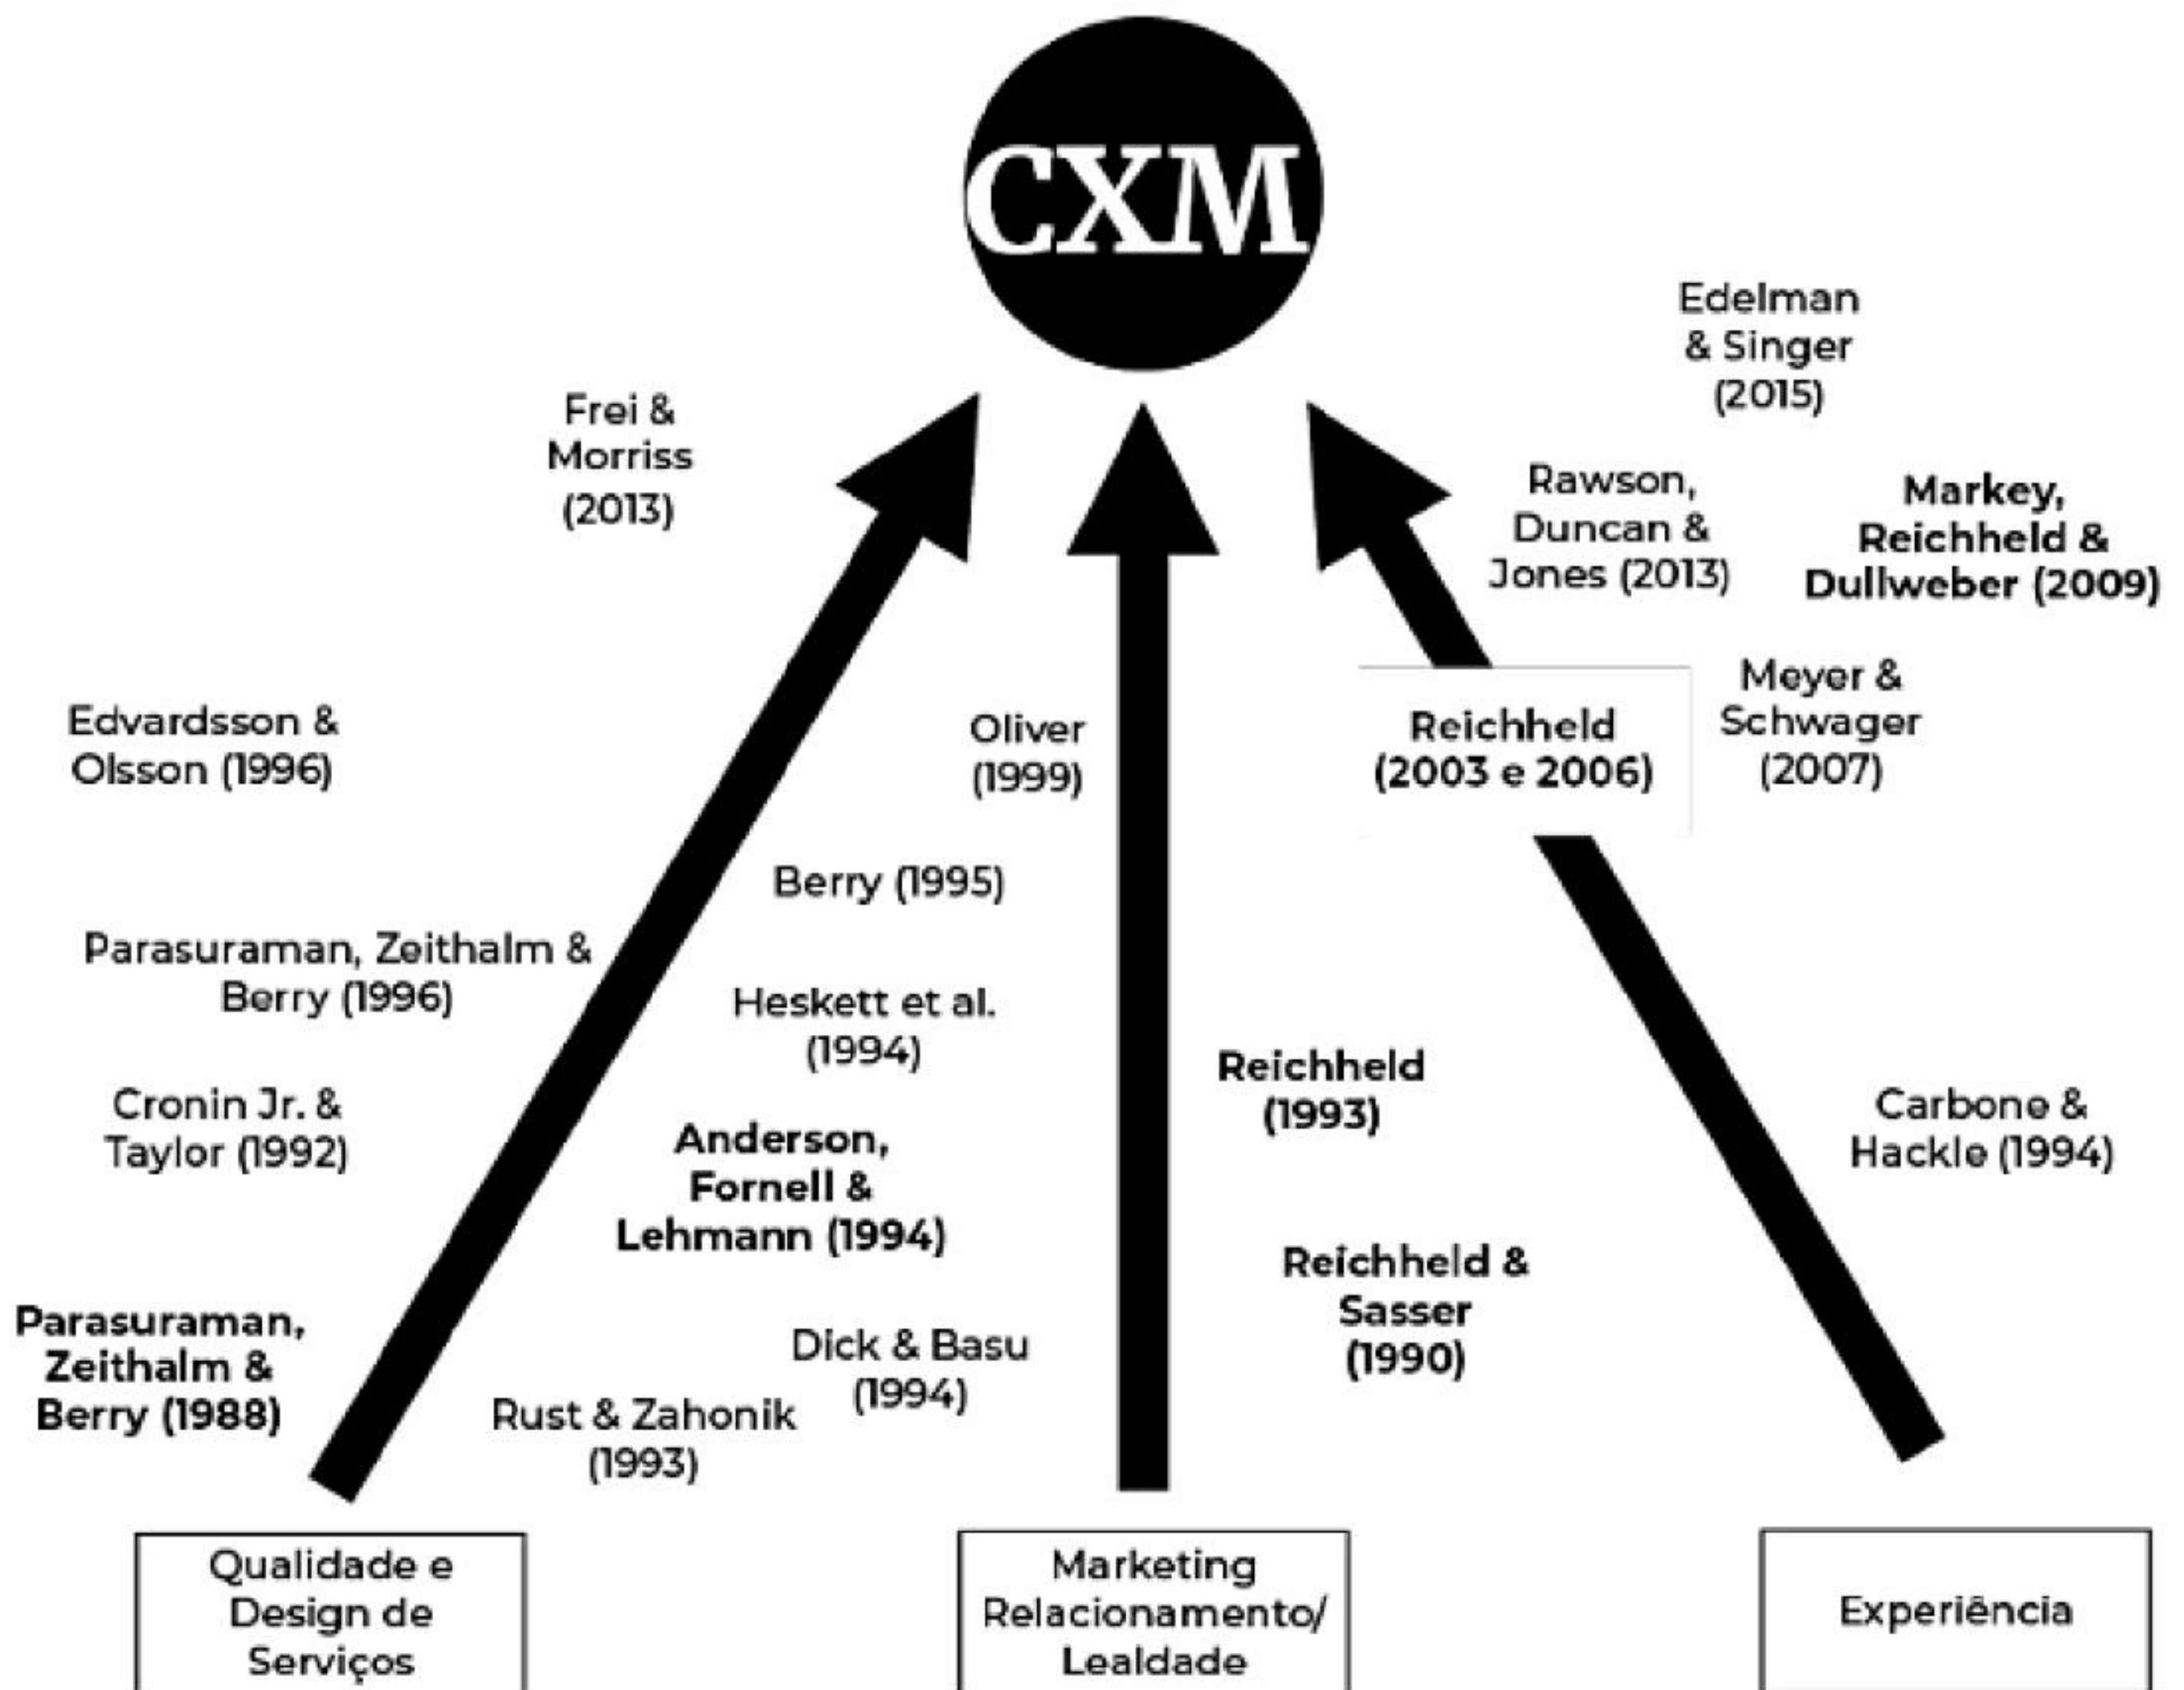 CXM
Edelman
& Singer
(2015)
Frei &
Morriss
(2013)
Rawson,
Duncan &
Jones (2013)
Markey,
Reichheld &
Dullweber (2009)
Edvardsson &
Olsson (1996)
Oliver
(1999)
Reichheld
(2003 e 2006)
Meyer &
Schwager
(2007)
Berry (1995)
Parasuraman, Zeithalm &
Berry (1996)
Heskett et al.
(1994)
Reichheld
(1993)
Cronin Jr. &
Taylor (1992)
Anderson,
Fornell &
Lehmann (1994)
Carbone &
Hackle (1994)
Reichheld &
Sasser
(1990)
Parasuraman,
Zeithalm &
Berry (1988)
Dick & Basu
(1994)
Rust & Zahonik
(1993)
Qualidade e
Design de
Serviços
Marketing
Relacionamento/
Lealdade
Experiência